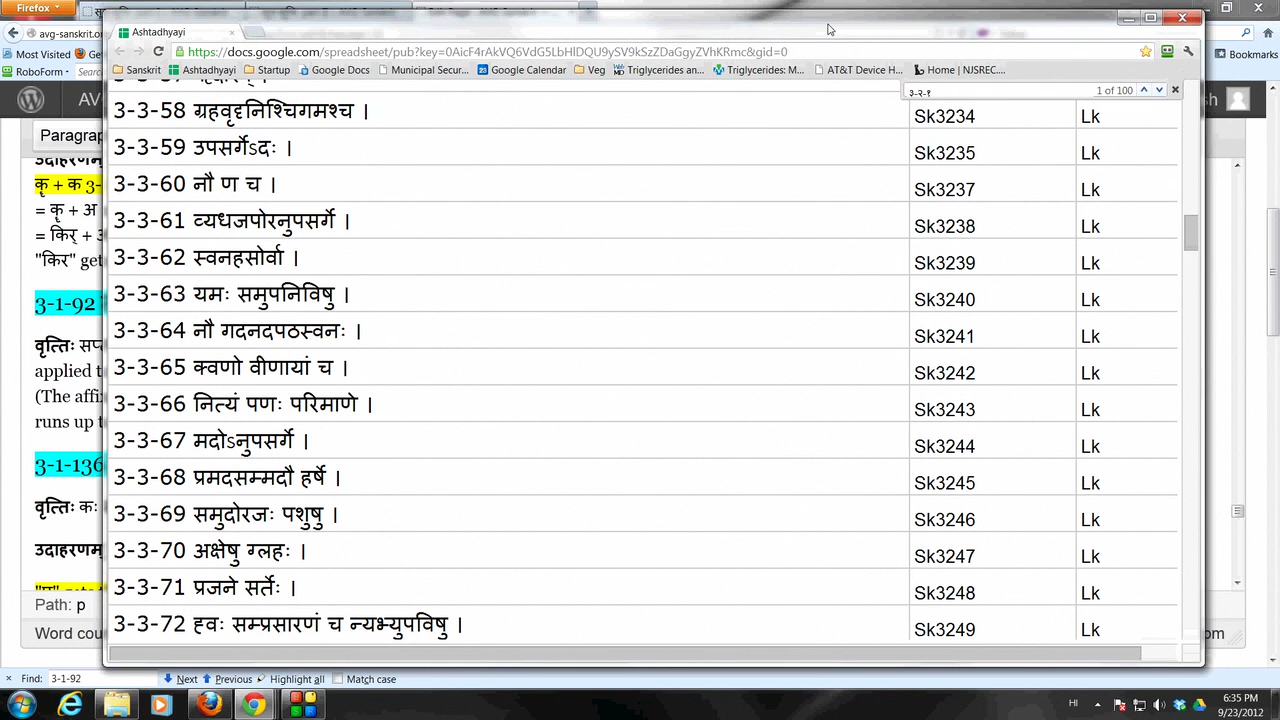 Firefox
Ashtadhyayi
avg-sanskrit.o
https://docs.google.com/spreadsheet/pub?key=0AicF4rAkVQ6VdG5LbHlDQU9ySV9kSzZDaGgyZVhKRmc&gid=0
Most Visited
Bookmarks
RoboForm
Sanskrit
Ashtadhyayi
Startup
Google Docs
Municipal Secur...
Google Calendar
Veg
Triglycerides an...
Triglycerides: M...
AT&T Device H...
Home | NJSREC...
३-२-१
1 of 100
3-3-58 ग्रहवृदृनिश्चिगमश्च । Sk3234 Lk
3-3-59 उपसर्गेऽदः । Sk3235 Lk
3-3-60 नौ ण च । Sk3237 Lk
3-3-61 व्यधजपोरनुपसर्गे । Sk3238 Lk
3-3-62 स्वनहसोर्वा । Sk3239 Lk
3-3-63 यमः समुपनिविषु । Sk3240 Lk
3-3-64 नौ गदनदपठस्वनः । Sk3241 Lk
3-3-65 क्वणो वीणायां च । Sk3242 Lk
3-3-66 नित्यं पणः परिमाणे । Sk3243 Lk
3-3-67 मदोऽनुपसर्गे । Sk3244 Lk
3-3-68 प्रमदसम्मदौ हर्षे । Sk3245 Lk
3-3-69 समुदोरजः पशुषु । Sk3246 Lk
3-3-70 अक्षेषु ग्लहः । Sk3247 Lk
3-3-71 प्रजने सर्तेः । Sk3248 Lk
3-3-72 ह्वः सम्प्रसारणं च न्यभ्युपविषु । Sk3249 Lk
AV
Paragrap
उदाहरणम्
कॄ + क 3-
= कॄ + अ
= किर् + अ
"किर" get
3-1-92
वृत्तिः सप्त
applied t
(The affix
runs up t
3-1-136
वृत्तिः कः
उदाहरणम्
Path: p
Word cou
om
Find: 3-1-92
Next
Previous
Highlight all
Match case
HI
6:35 PM
9/23/2012